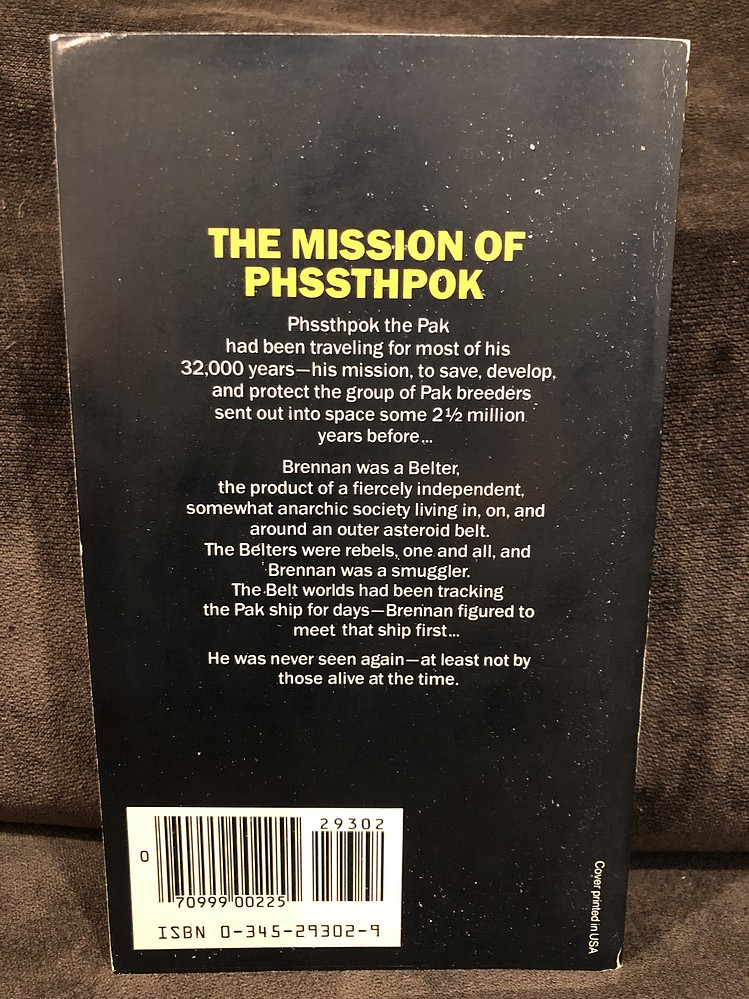 THE MISSION OF
PHSSTHPOK
Phssthpok the Pak
had been traveling for most of his
32,000 years—his mission, to save, develop,
and protect the group of Pak breeders
sent out into space some 2½ million
years before...
Brennan was a Belter,
the product of a fiercely independent,
somewhat anarchic society living in, on, and
around an outer asteroid belt.
The Belters were rebels, one and all, and
Brennan was a smuggler.
The Belt worlds had been tracking
the Pak ship for days—Brennan figured to
meet that ship first...
He was never seen again—at least not by
those alive at the time.
29302
0
70999 00225
ISBN 0-345-29302-9
Cover printed in USA